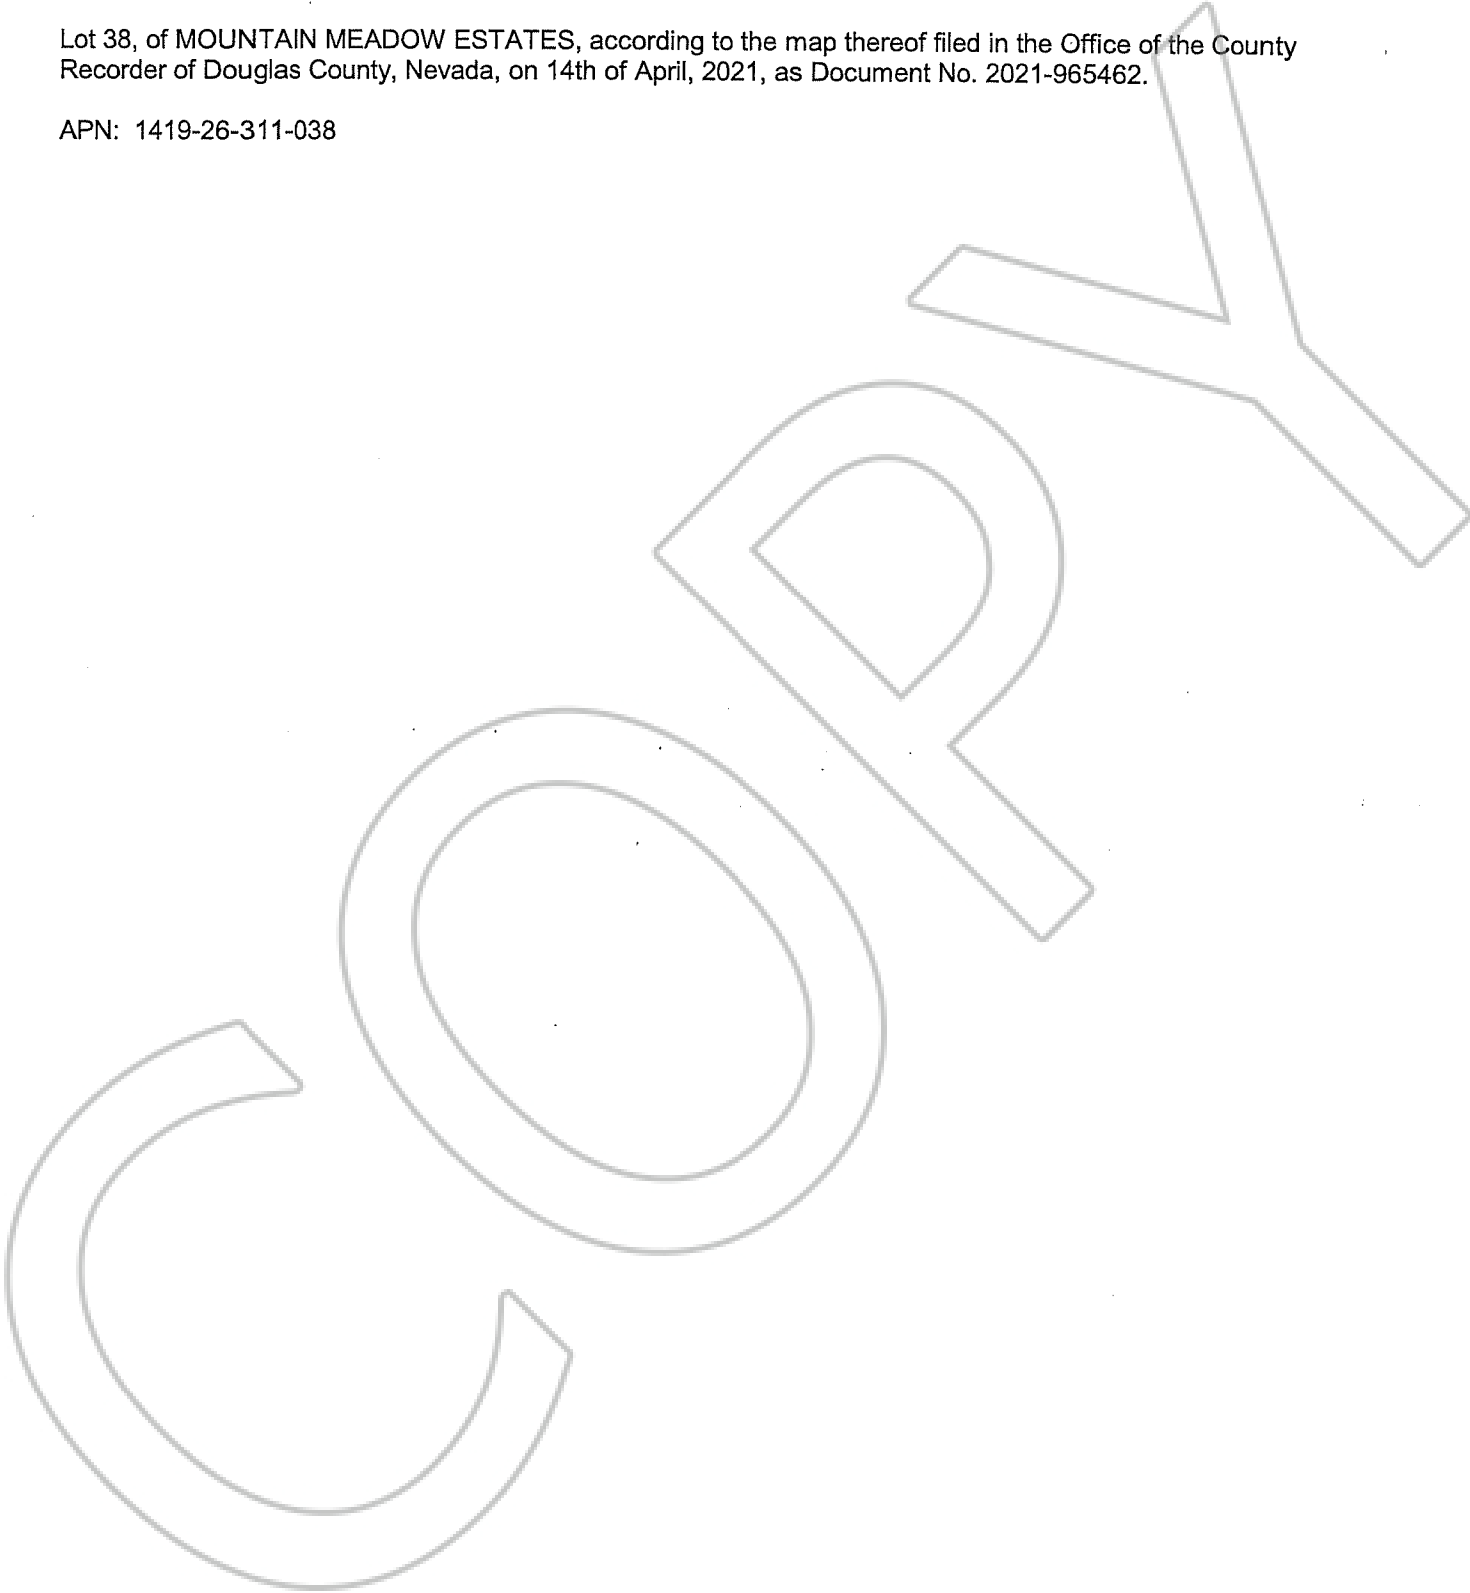 Lot 38, of MOUNTAIN MEADOW ESTATES, according to the map thereof filed in the Office of the County
Recorder of Douglas County, Nevada, on 14th of April, 2021, as Document No. 2021-965462.
APN: 1419-26-311-038
COPY